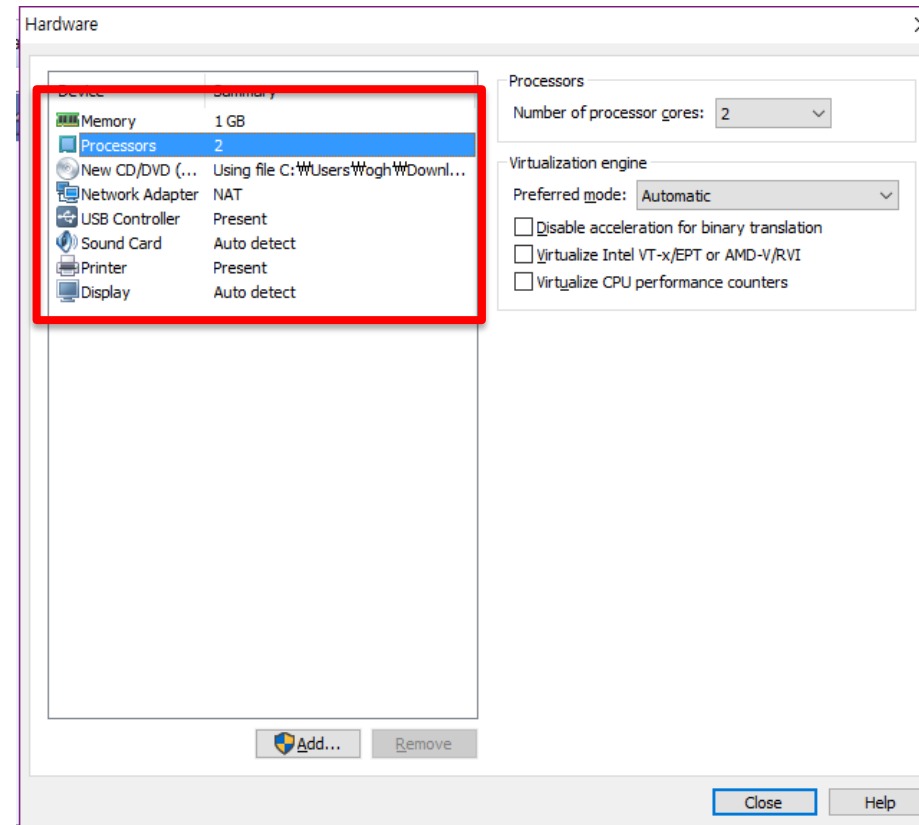 Hardware
Device Summary
Memory 1 GB
Processors 2
New CD/DVD (... Using file C:₩Users₩ogh₩Downl...
Network Adapter NAT
USB Controller Present
Sound Card Auto detect
Printer Present
Display Auto detect
Add... Remove
Processors
Number of processor cores: 2
Virtualization engine
Preferred mode: Automatic
Disable acceleration for binary translation
Virtualize Intel VT-x/EPT or AMD-V/RVI
Virtualize CPU performance counters
Close Help